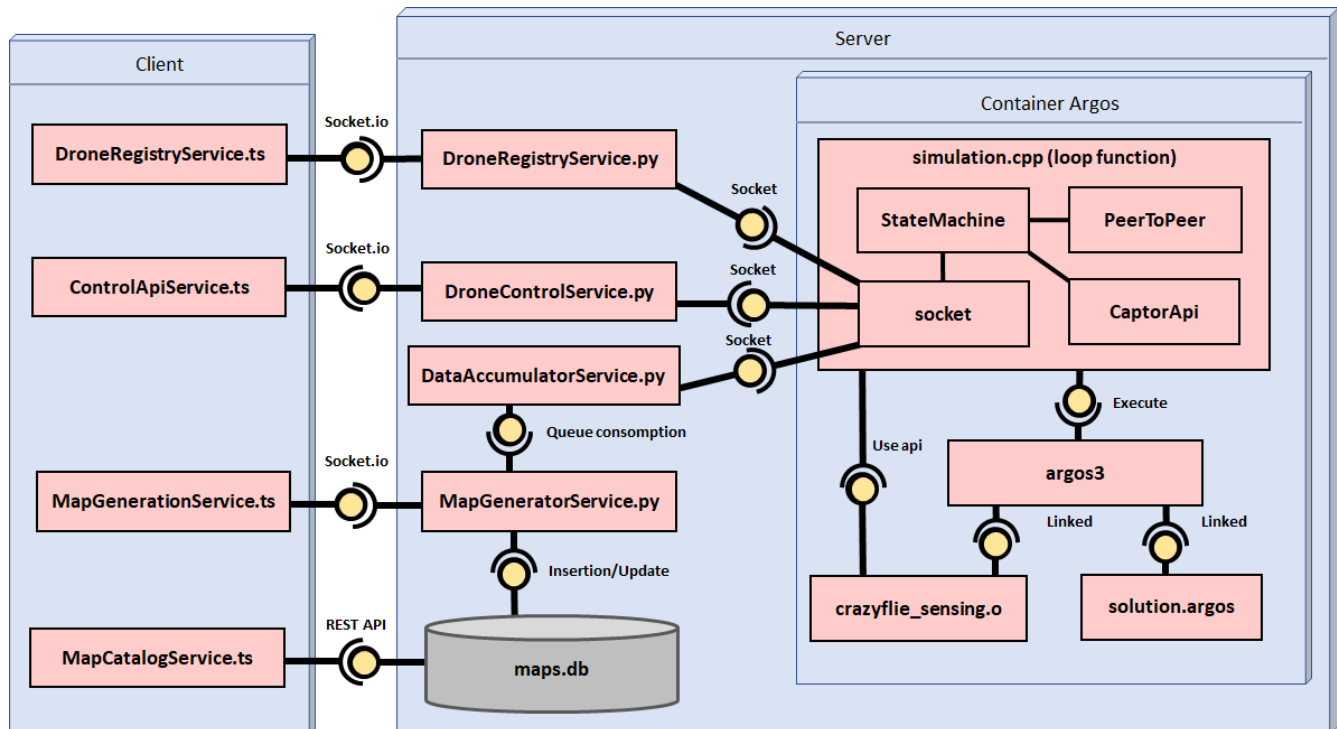 Server
Client
Container Argos
Socket.io
DroneRegistryService.ts
DroneRegistryService.py
simulation.cpp (loop function)
Socket
StateMachine
PeerToPeer
Socket.io
ControlApiService.ts
DroneControlService.py
Socket
socket
CaptorApi
Socket
DataAccumulatorService.py
Execute
Queue consomption
Use api
Socket.io
argos3
MapGenerationService.ts
MapGeneratorService.py
Linked
Linked
Insertion/Update
crazyflie_sensing.o
solution.argos
REST API
MapCatalogService.ts
maps.db